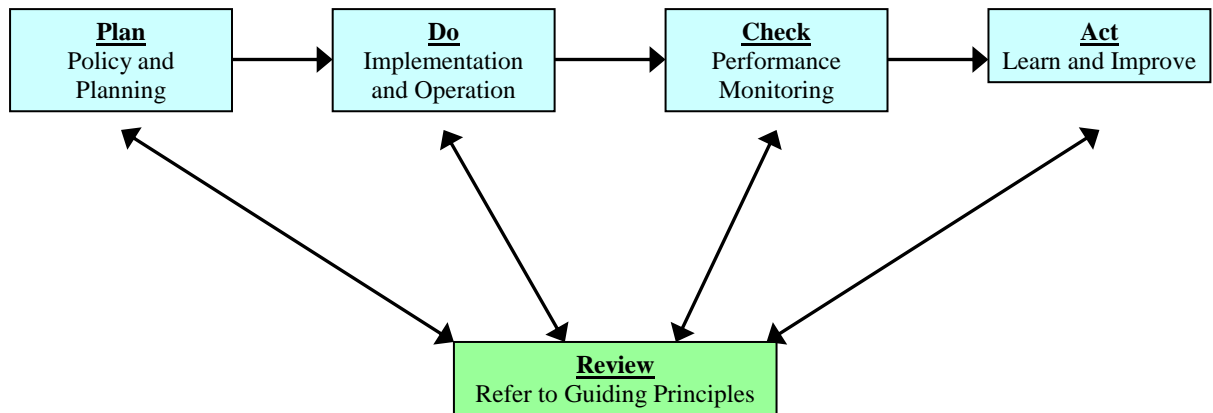 Plan
Policy and
Planning
Do
Implementation
and Operation
Check
Performance
Monitoring
Act
Learn and Improve
Review
Refer to Guiding Principles